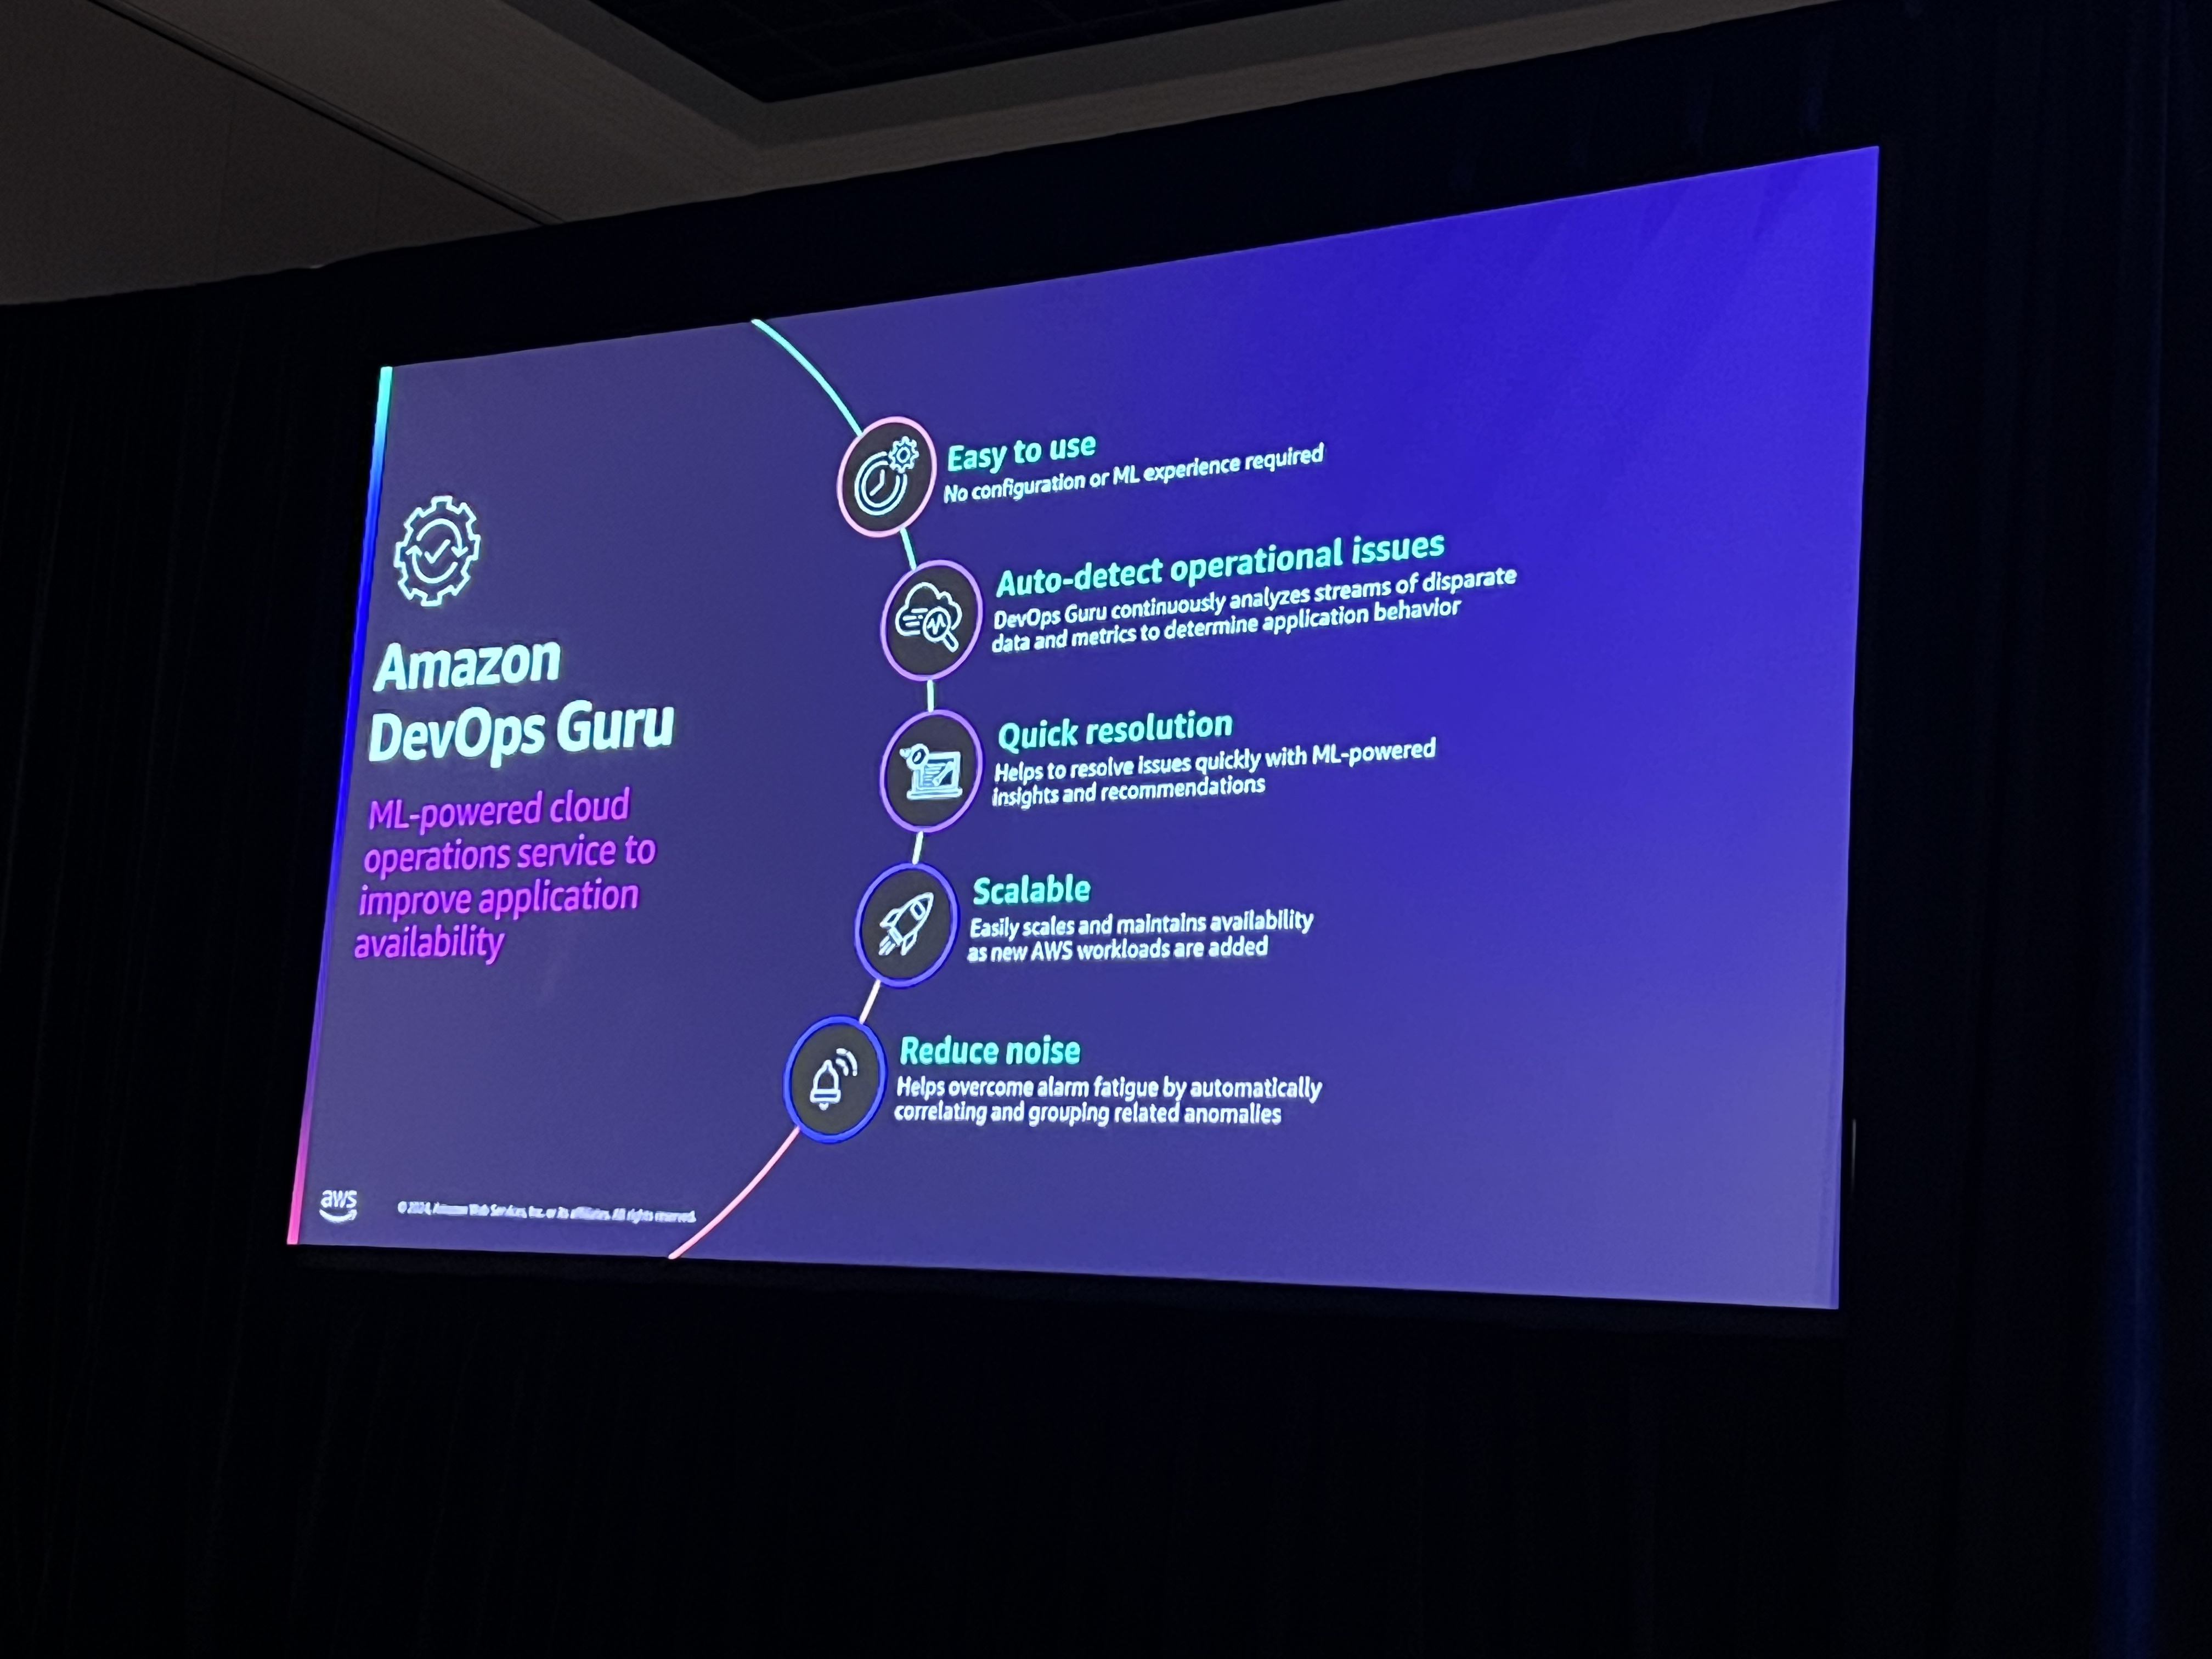 Amazon
DevOps Guru
ML-powered cloud
operations service to
improve application
availability
Easy to use
No configuration or ML experience required
Auto-detect operational issues
DevOps Guru continuously analyzes streams of disparate
data and metrics to determine application behavior
Quick resolution
Helps to resolve issues quickly with ML-powered
insights and recommendations
Scalable
Easily scales and maintains availability
as new AWS workloads are added
Reduce noise
Helps overcome alarm fatigue by automatically
correlating and grouping related anomalies
aws
© 2024, Amazon Web Services, Inc. or its affiliates. All rights reserved.